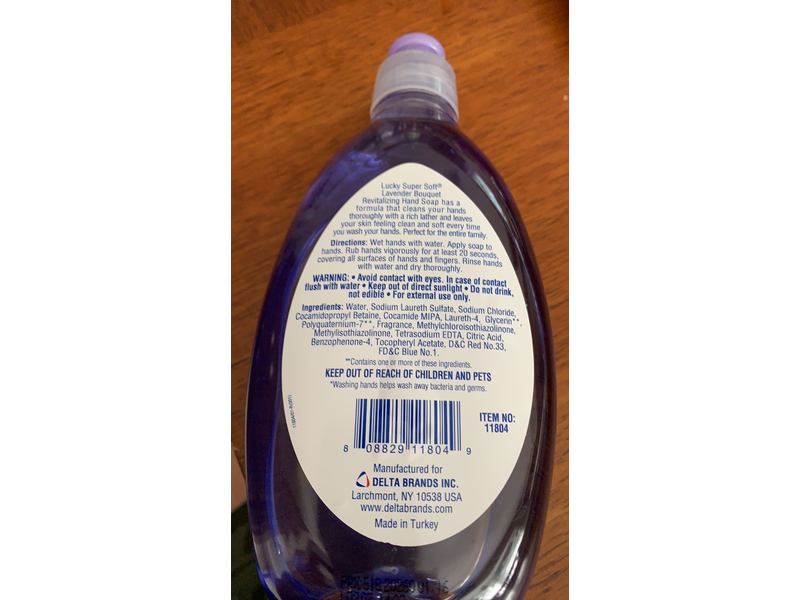 Lucky Super Soft®
Lavender Bouquet
Revitalizing Hand Soap has a
formula that cleans your hands
thoroughly with a rich lather and leaves
your skin feeling clean and soft every time
you wash your hands. Perfect for the entire family.
Directions: Wet hands with water. Apply soap to
hands. Rub hands vigorously for at least 20 seconds,
covering all surfaces of hands and fingers. Rinse hands
with water and dry thoroughly.
WARNING: • Avoid contact with eyes. In case of contact
flush with water • Keep out of direct sunlight • Do not drink,
not edible • For external use only.
Ingredients: Water, Sodium Laureth Sulfate, Sodium Chloride,
Cocamidopropyl Betaine, Cocamide MIPA, Laureth-4, Glycerin**,
Polyquaternium-7**, Fragrance, Methylchloroisothiazolinone,
Methylisothiazolinone, Tetrasodium EDTA, Citric Acid,
Benzophenone-4, Tocopheryl Acetate, D&C Red No.33,
FD&C Blue No.1.
**Contains one or more of these ingredients.
KEEP OUT OF REACH OF CHILDREN AND PETS
*Washing hands helps wash away bacteria and germs.
ITEM NO:
11804
8 08829 11804 9
Manufactured for
DELTA BRANDS INC.
Larchmont, NY 10538 USA
www.deltabrands.com
Made in Turkey